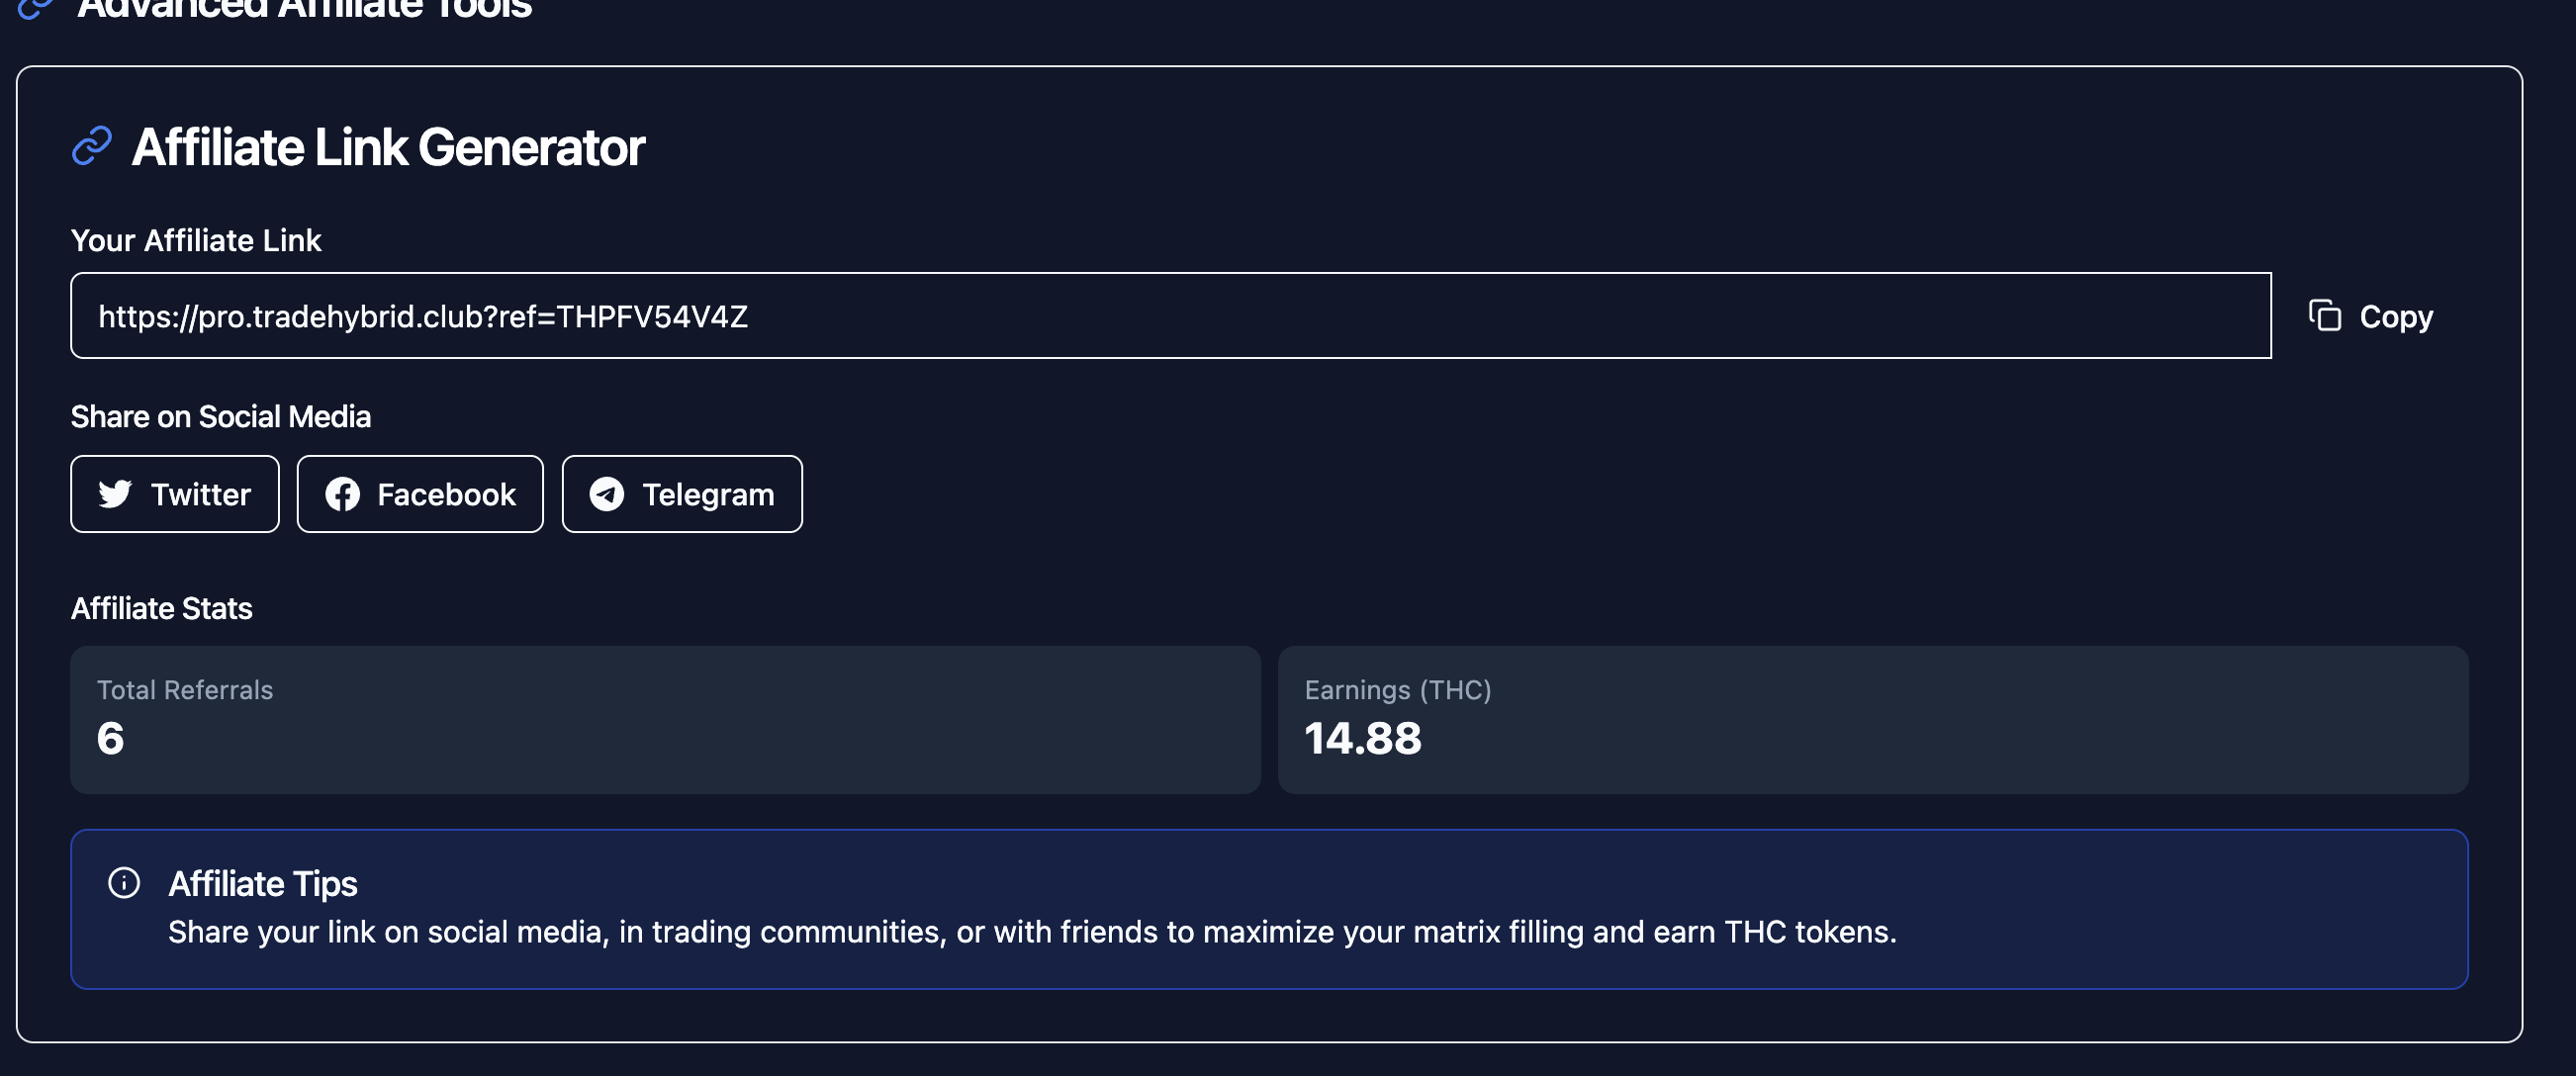 Advanced Affiliate Tools
Affiliate Link Generator
Your Affiliate Link
https://pro.tradehybrid.club?ref=THPFV54V4Z
Copy
Share on Social Media
Twitter
Facebook
Telegram
Affiliate Stats
Total Referrals
6
Earnings (THC)
14.88
Affiliate Tips
Share your link on social media, in trading communities, or with friends to maximize your matrix filling and earn THC tokens.